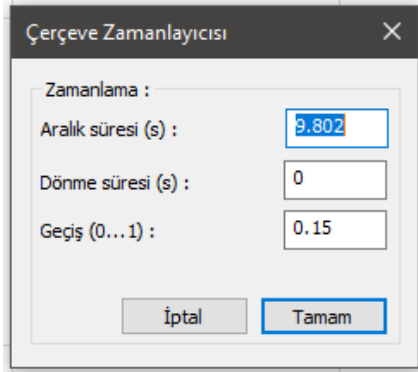 Çerçeve Zamanlayıcısı
Zamanlama :
Aralık süresi (s) : 9.802
Dönme süresi (s) : 0
Geçiş (0...1) : 0.15
İptal Tamam